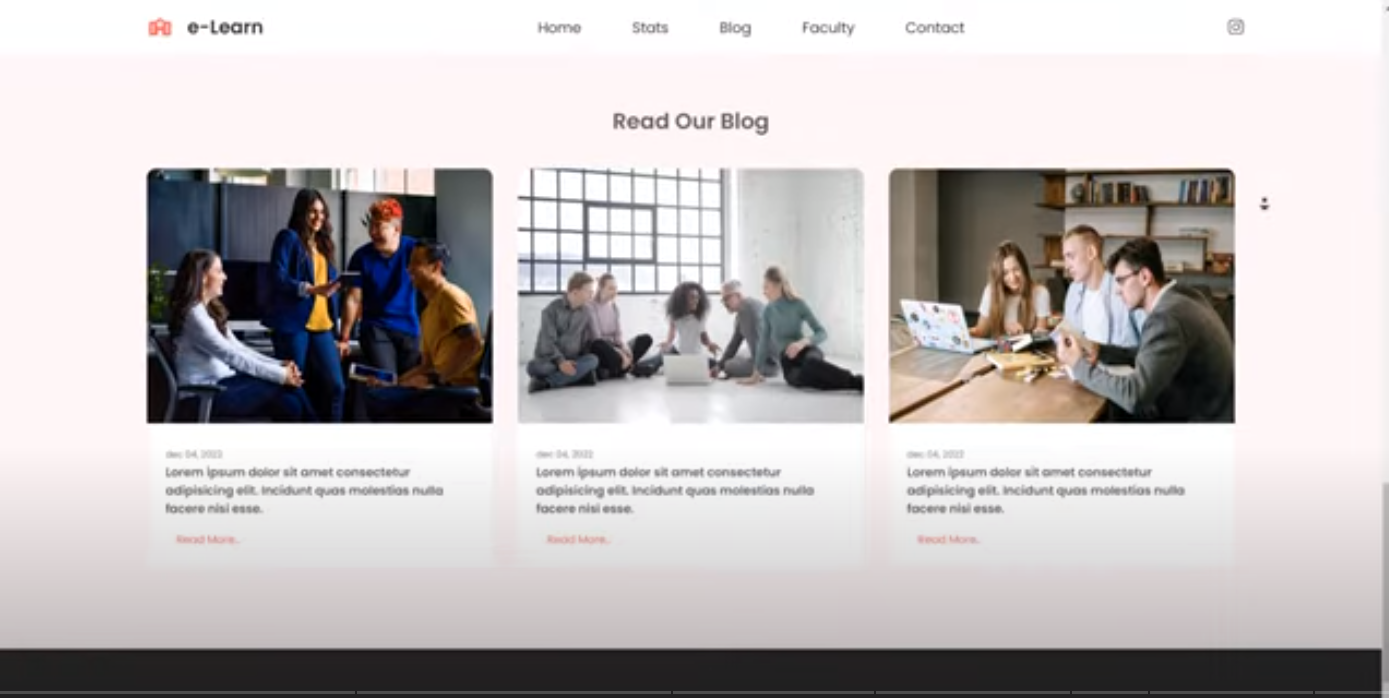 e-Learn
Home
Stats
Blog
Faculty
Contact
Read Our Blog
dec 04, 2022
Lorem ipsum dolor sit amet consectetur
adipisicing elit. Incidunt quas molestias nulla
facere nisi esse.
Read More..
dec 04, 2022
Lorem ipsum dolor sit amet consectetur
adipisicing elit. Incidunt quas molestias nulla
facere nisi esse.
Read More..
dec 04, 2022
Lorem ipsum dolor sit amet consectetur
adipisicing elit. Incidunt quas molestias nulla
facere nisi esse.
Read More..